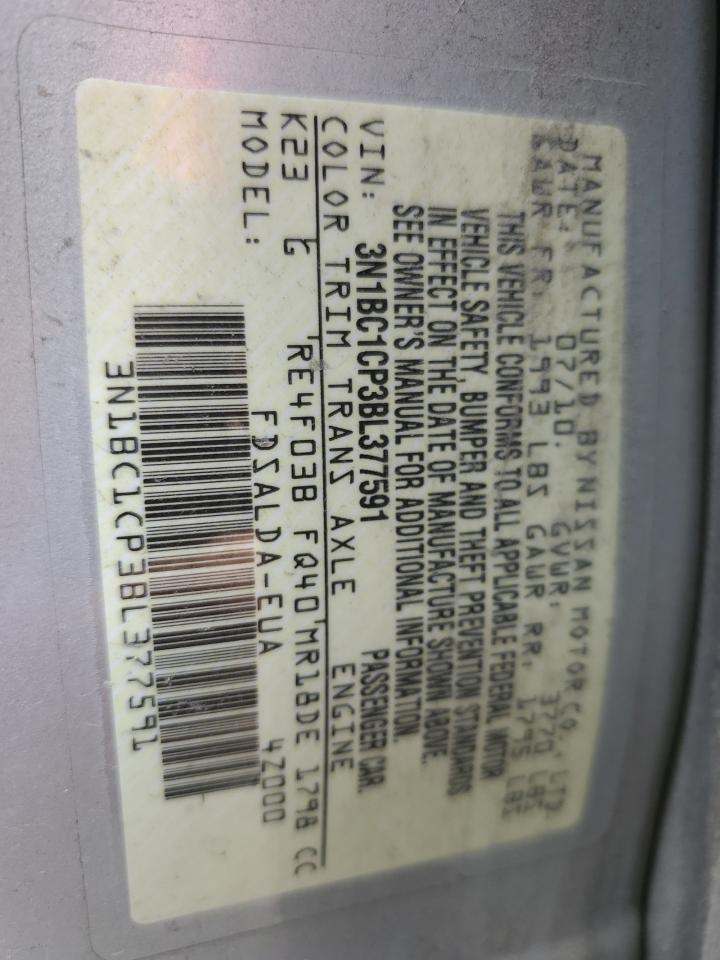 MANUFACTURED BY NISSAN MOTOR CO., LTD.
DATE: 07/10. GVWR: 3770 LBS
GAWR FR. 1993 LBS GAWR RR. 1795 LBS
THIS VEHICLE CONFORMS TO ALL APPLICABLE FEDERAL MOTOR
VEHICLE SAFETY, BUMPER AND THEFT PREVENTION STANDARDS
IN EFFECT ON THE DATE OF MANUFACTURE SHOWN ABOVE.
SEE OWNER'S MANUAL FOR ADDTIONAL INFORMATION.
VIN: 3N1BC1CP3BL377591 PASSENGER CAR.
COLOR TRIM TRANS AXLE ENGINE
K23 RE4F03B FQ40 MR18DE 1798 CC
MODEL: FDSALDA-EUA 4Z000
3N1BC1CP3BL377591